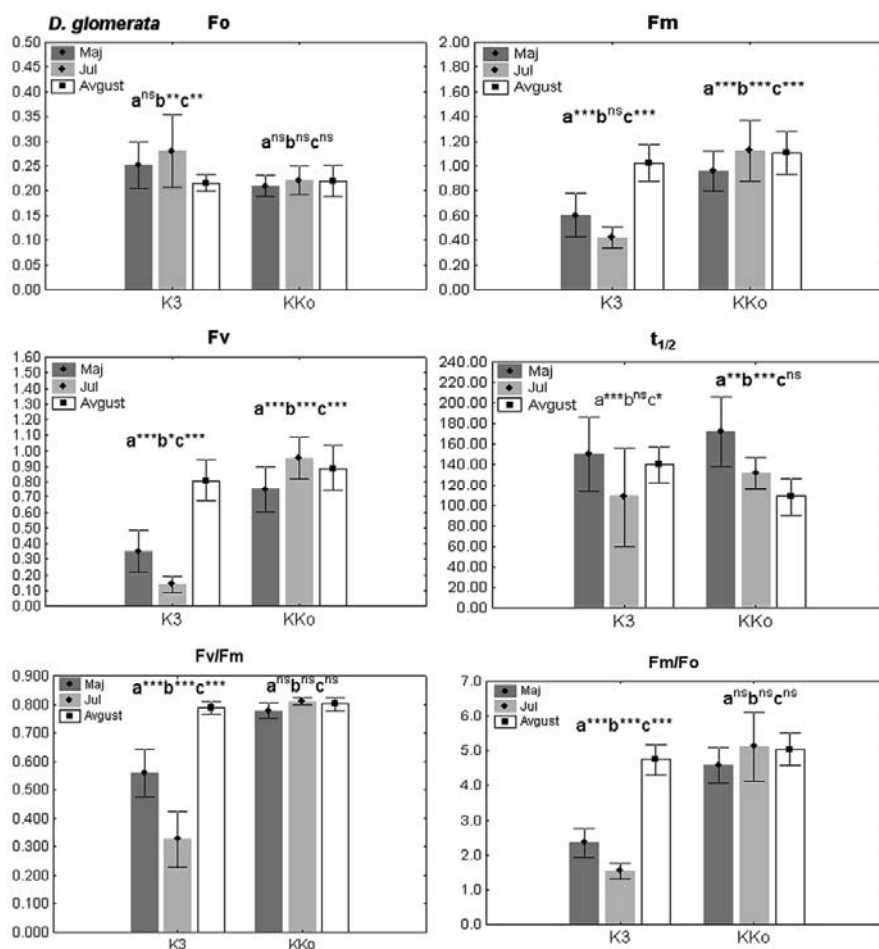 D. glomerata
Fo
Maj
Jul
Avgust
a^ns b** c**
a^ns b^ns c^ns
0.50
0.45
0.40
0.35
0.30
0.25
0.20
0.15
0.10
0.05
0.00
K3
KKo
Fm
Maj
Jul
Avgust
a*** b^ns c***
a*** b*** c***
2.00
1.80
1.60
1.40
1.20
1.00
0.80
0.60
0.40
0.20
0.00
K3
KKo
Fv
Maj
Jul
Avgust
a*** b* c***
a*** b*** c***
1.60
1.50
1.40
1.30
1.20
1.10
1.00
0.90
0.80
0.70
0.60
0.50
0.40
0.30
0.20
0.10
0.00
K3
KKo
t1/2
Maj
Jul
Avgust
a*** b^ns c*
a** b*** c^ns
240.00
220.00
200.00
180.00
160.00
140.00
120.00
100.00
80.00
60.00
40.00
20.00
0.00
K3
KKo
Fv/Fm
Maj
Jul
Avgust
a*** b*** c***
a^ns b^ns c^ns
0.900
0.800
0.700
0.600
0.500
0.400
0.300
0.200
0.100
0.000
K3
KKo
Fm/Fo
Maj
Jul
Avgust
a*** b*** c***
a^ns b^ns c^ns
7.0
6.0
5.0
4.0
3.0
2.0
1.0
0.0
K3
KKo